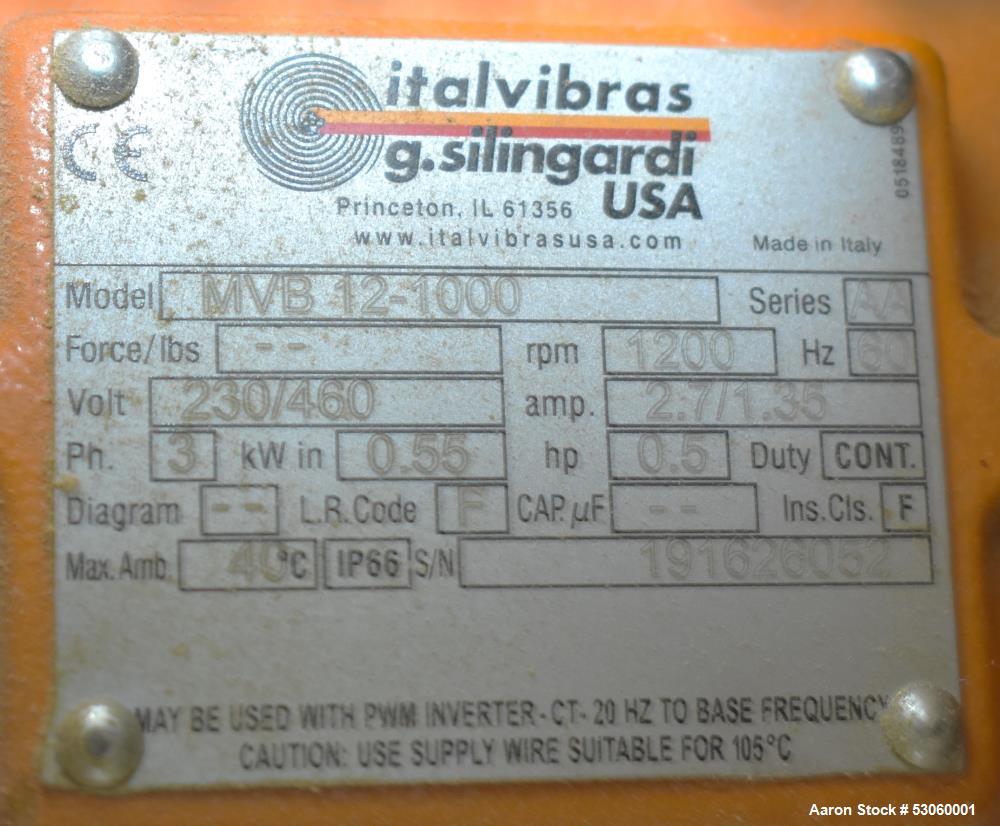 CE
italvibras
g.silingardi
USA
Princeton, IL 61356
www.italvibrasusa.com
Made in Italy
0518489
Model MVB 12-1000 Series AA
Force/lbs -- rpm 1200 Hz 60
Volt 230/460 amp. 2.7/1.35
Ph. 3 kW in 0.55 hp 0.5 Duty CONT.
Diagram -- L.R.Code F CAP.µF -- Ins.Cls. F
Max.Amb. 40°C IP66 S/N 191626052
MAY BE USED WITH PWM INVERTER-CT-20 HZ TO BASE FREQUENCY
CAUTION: USE SUPPLY WIRE SUITABLE FOR 105°C
Aaron Stock # 53060001